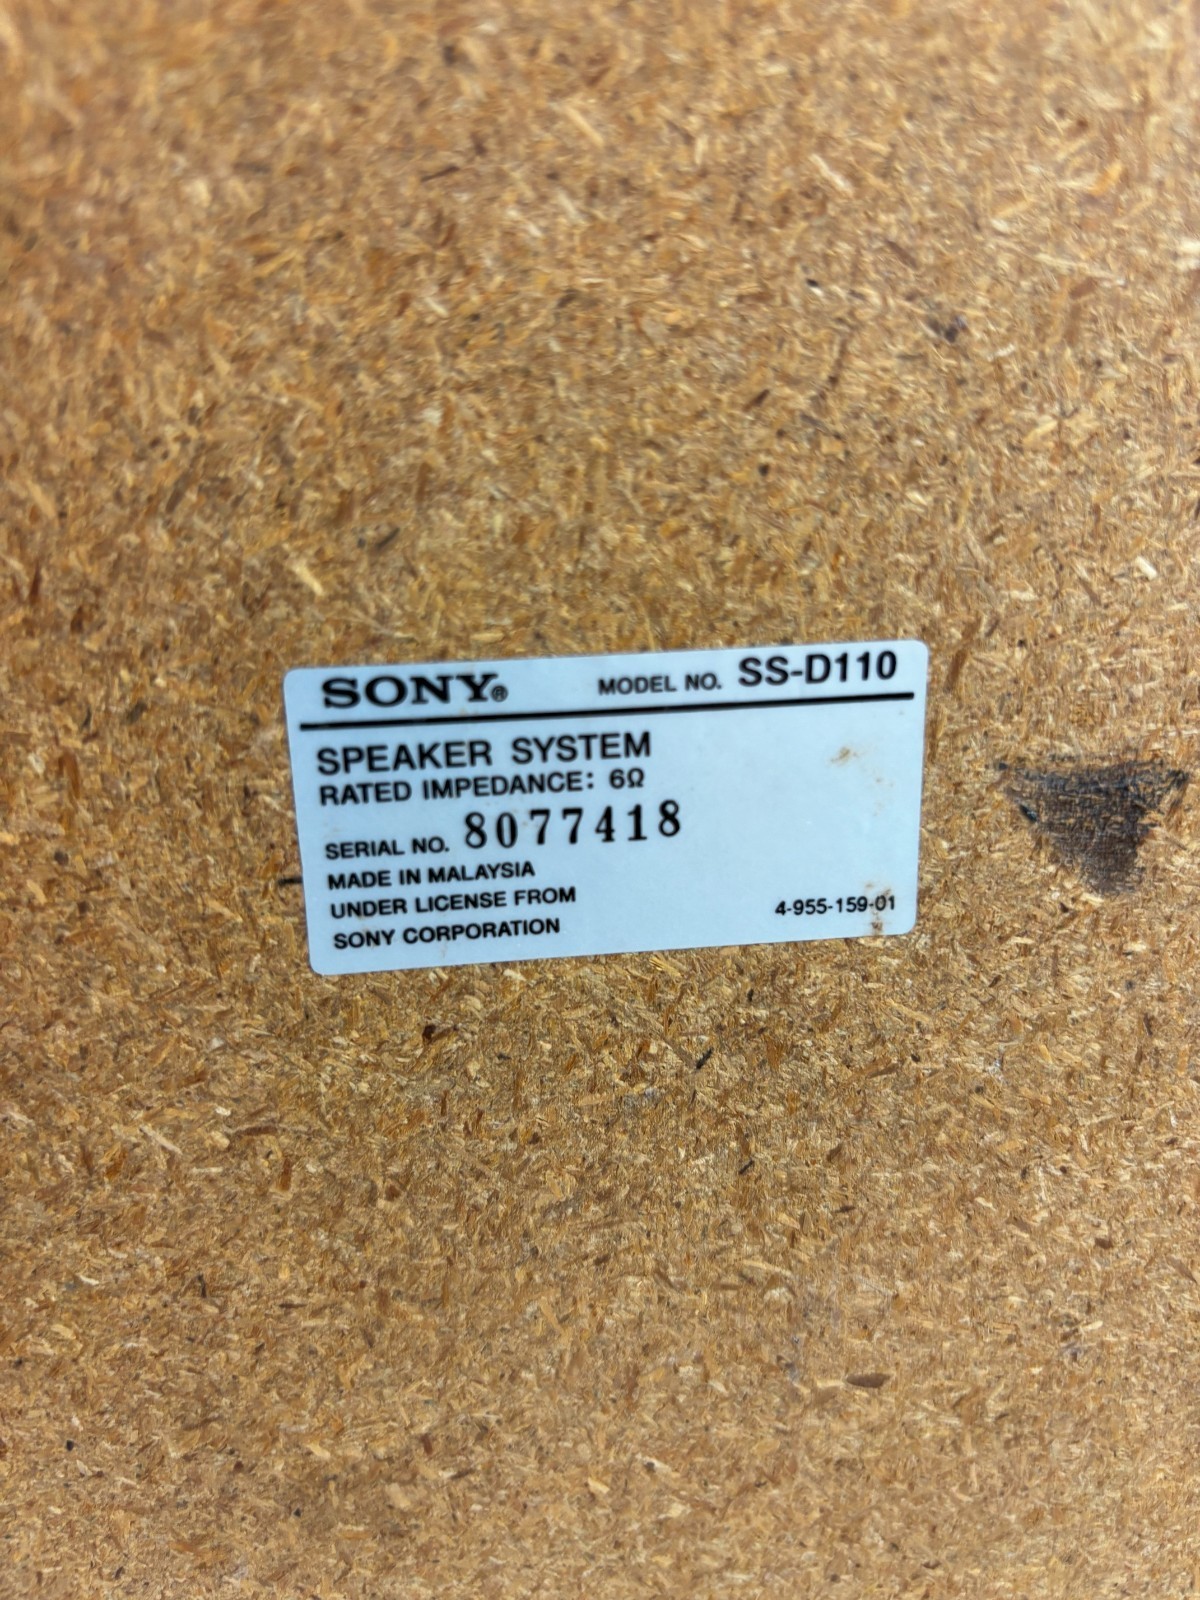 SONY® MODEL NO. SS-D110
SPEAKER SYSTEM
RATED IMPEDANCE: 6Ω
SERIAL NO. 8077418
MADE IN MALAYSIA
UNDER LICENSE FROM
SONY CORPORATION
4-955-159-01